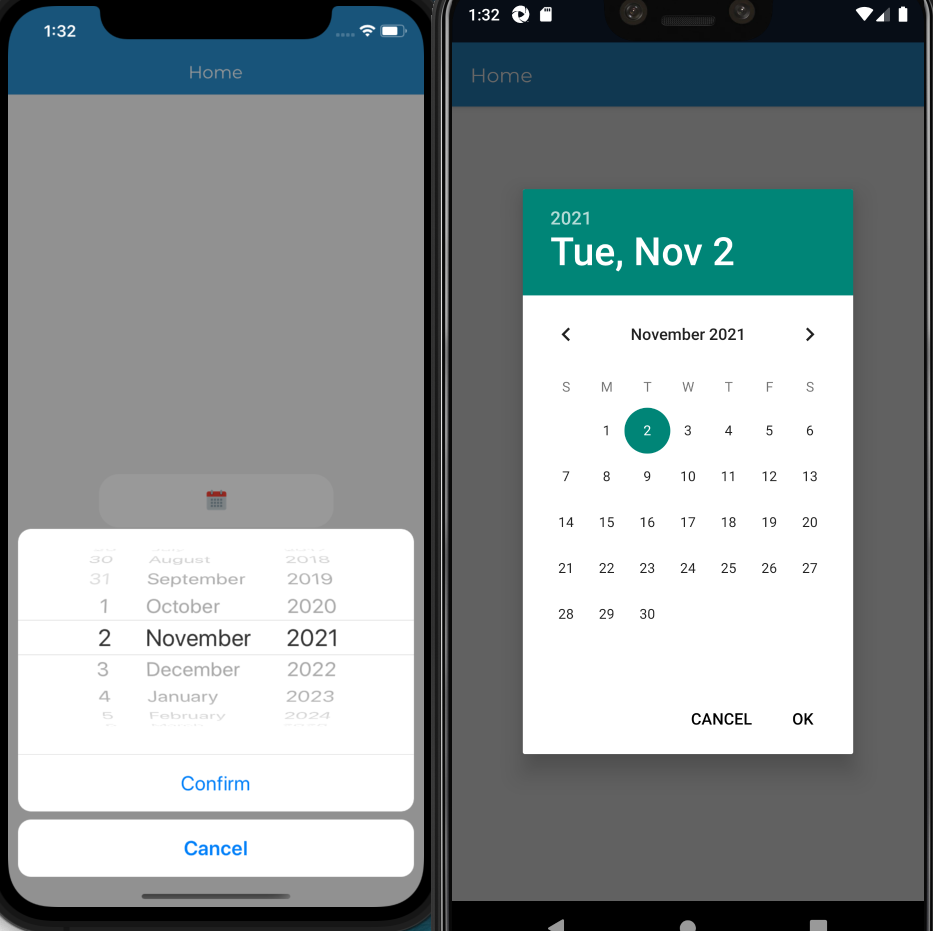 1:32
Home
30 August 2018
31 September 2019
1 October 2020
2 November 2021
3 December 2022
4 January 2023
5 February 2024
Confirm
Cancel
1:32
Home
2021
Tue, Nov 2
November 2021
S M T W T F S
1 2 3 4 5 6
7 8 9 10 11 12 13
14 15 16 17 18 19 20
21 22 23 24 25 26 27
28 29 30
CANCEL OK